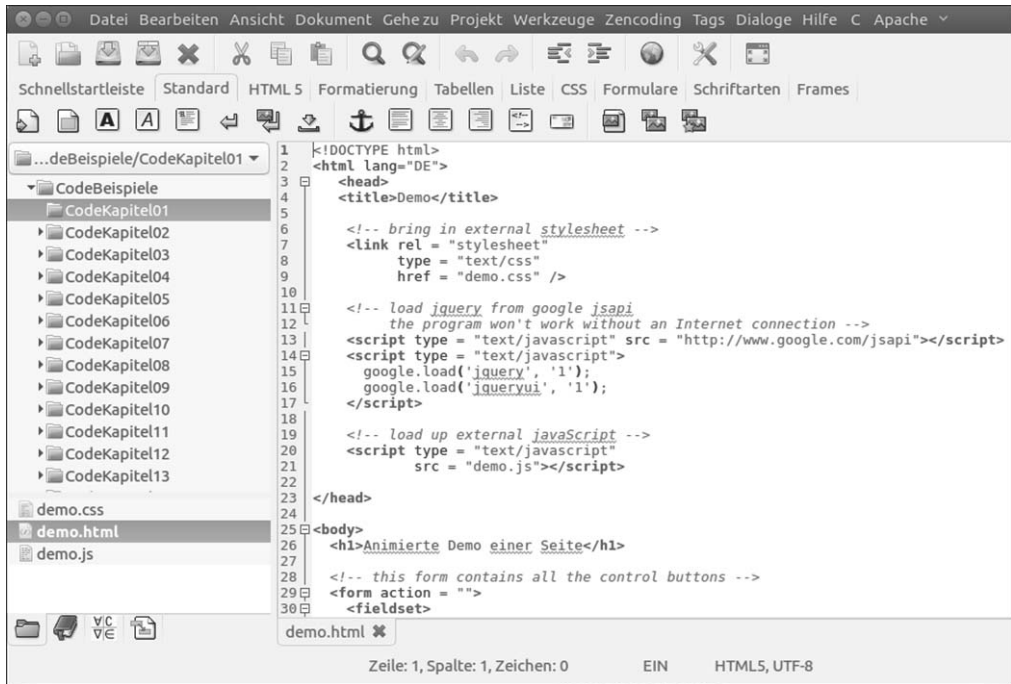 Datei Bearbeiten Ansicht Dokument Gehe zu Projekt Werkzeuge Zencoding Tags Dialoge Hilfe C Apache
Schnellstartleiste Standard HTML 5 Formatierung Tabellen Liste CSS Formulare Schriftarten Frames
...deBeispiele/CodeKapitel01
CodeBeispiele
CodeKapitel01
CodeKapitel02
CodeKapitel03
CodeKapitel04
CodeKapitel05
CodeKapitel06
CodeKapitel07
CodeKapitel08
CodeKapitel09
CodeKapitel10
CodeKapitel11
CodeKapitel12
CodeKapitel13
demo.css
demo.html
demo.js
1 <!DOCTYPE html>
2 <html lang="DE">
3 <head>
4 <title>Demo</title>
5
6 <!-- bring in external stylesheet -->
7 <link rel = "stylesheet"
8 type = "text/css"
9 href = "demo.css" />
10
11 <!-- load jquery from google jsapi
12 the program won't work without an Internet connection -->
13 <script type = "text/javascript" src = "http://www.google.com/jsapi"></script>
14 <script type = "text/javascript">
15 google.load('jquery', '1');
16 google.load('jqueryui', '1');
17 </script>
18
19 <!-- load up external javaScript -->
20 <script type = "text/javascript"
21 src = "demo.js"></script>
22
23 </head>
24
25 <body>
26 <h1>Animierte Demo einer Seite</h1>
27
28 <!-- this form contains all the control buttons -->
29 <form action = "">
30 <fieldset>
demo.html
Zeile: 1, Spalte: 1, Zeichen: 0 EIN HTML5, UTF-8